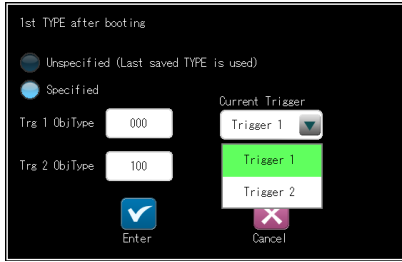 1st TYPE after booting
Unspecified (Last saved TYPE is used)
Specified
Current Trigger
Trg 1 ObjType 000 Trigger 1
Trigger 1
Trg 2 ObjType 100
Trigger 2
Enter Cancel